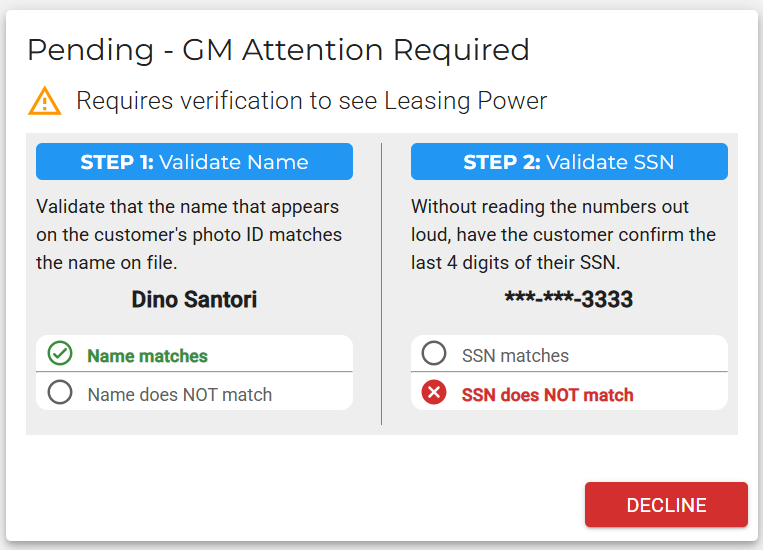 Pending - GM Attention Required
Requires verification to see Leasing Power
STEP 1: Validate Name
Validate that the name that appears
on the customer's photo ID matches
the name on file.
Dino Santori
Name matches
Name does NOT match
STEP 2: Validate SSN
Without reading the numbers out
loud, have the customer confirm the
last 4 digits of their SSN.
***-***-3333
SSN matches
SSN does NOT match
DECLINE